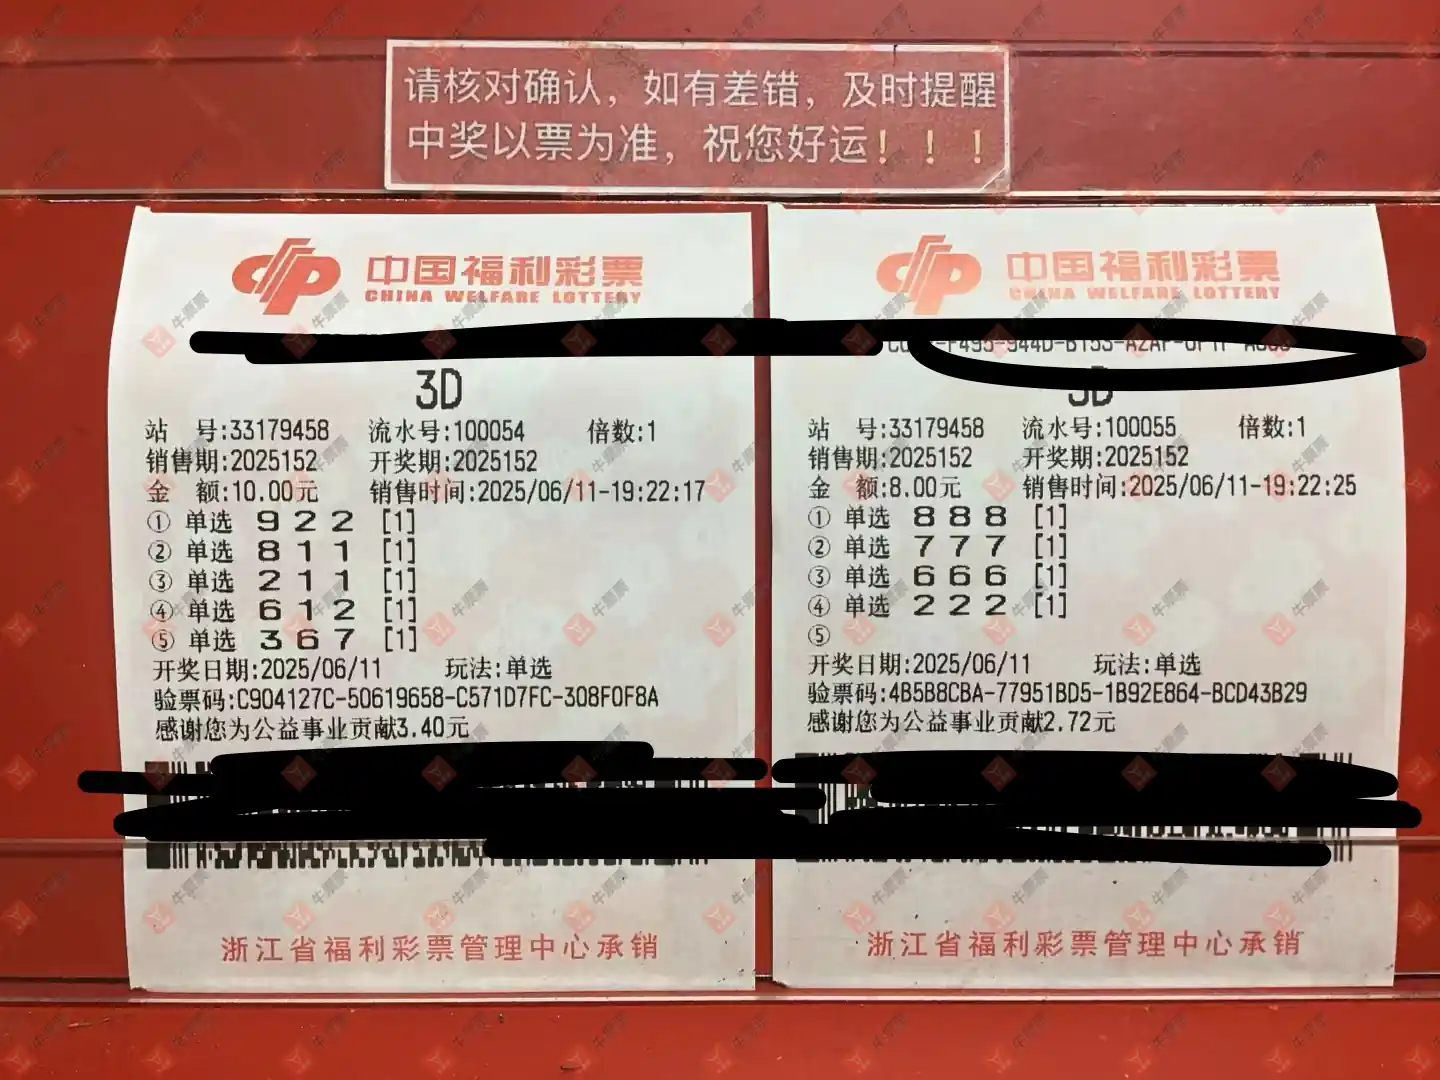 请核对确认，如有差错，及时提醒
中奖以票为准，祝您好运！！！
中国福利彩票
CHINA WELFARE LOTTERY
3D
站 号:33179458 流水号:100054 倍数:1
销售期:2025152 开奖期:2025152
金 额:10.00元 销售时间:2025/06/11-19:22:17
① 单选 9 2 2 [1]
② 单选 8 1 1 [1]
③ 单选 2 1 1 [1]
④ 单选 6 1 2 [1]
⑤ 单选 3 6 7 [1]
开奖日期:2025/06/11 玩法:单选
验票码:C904127C-50619658-C571D7FC-308F0F8A
感谢您为公益事业贡献3.40元
浙江省福利彩票管理中心承销
中国福利彩票
CHINA WELFARE LOTTERY
3D
站 号:33179458 流水号:100055 倍数:1
销售期:2025152 开奖期:2025152
金 额:8.00元 销售时间:2025/06/11-19:22:25
① 单选 8 8 8 [1]
② 单选 7 7 7 [1]
③ 单选 6 6 6 [1]
④ 单选 2 2 2 [1]
⑤
开奖日期:2025/06/11 玩法:单选
验票码:4B5B8CBA-77951BD5-1B92E864-BCD43B29
感谢您为公益事业贡献2.72元
浙江省福利彩票管理中心承销